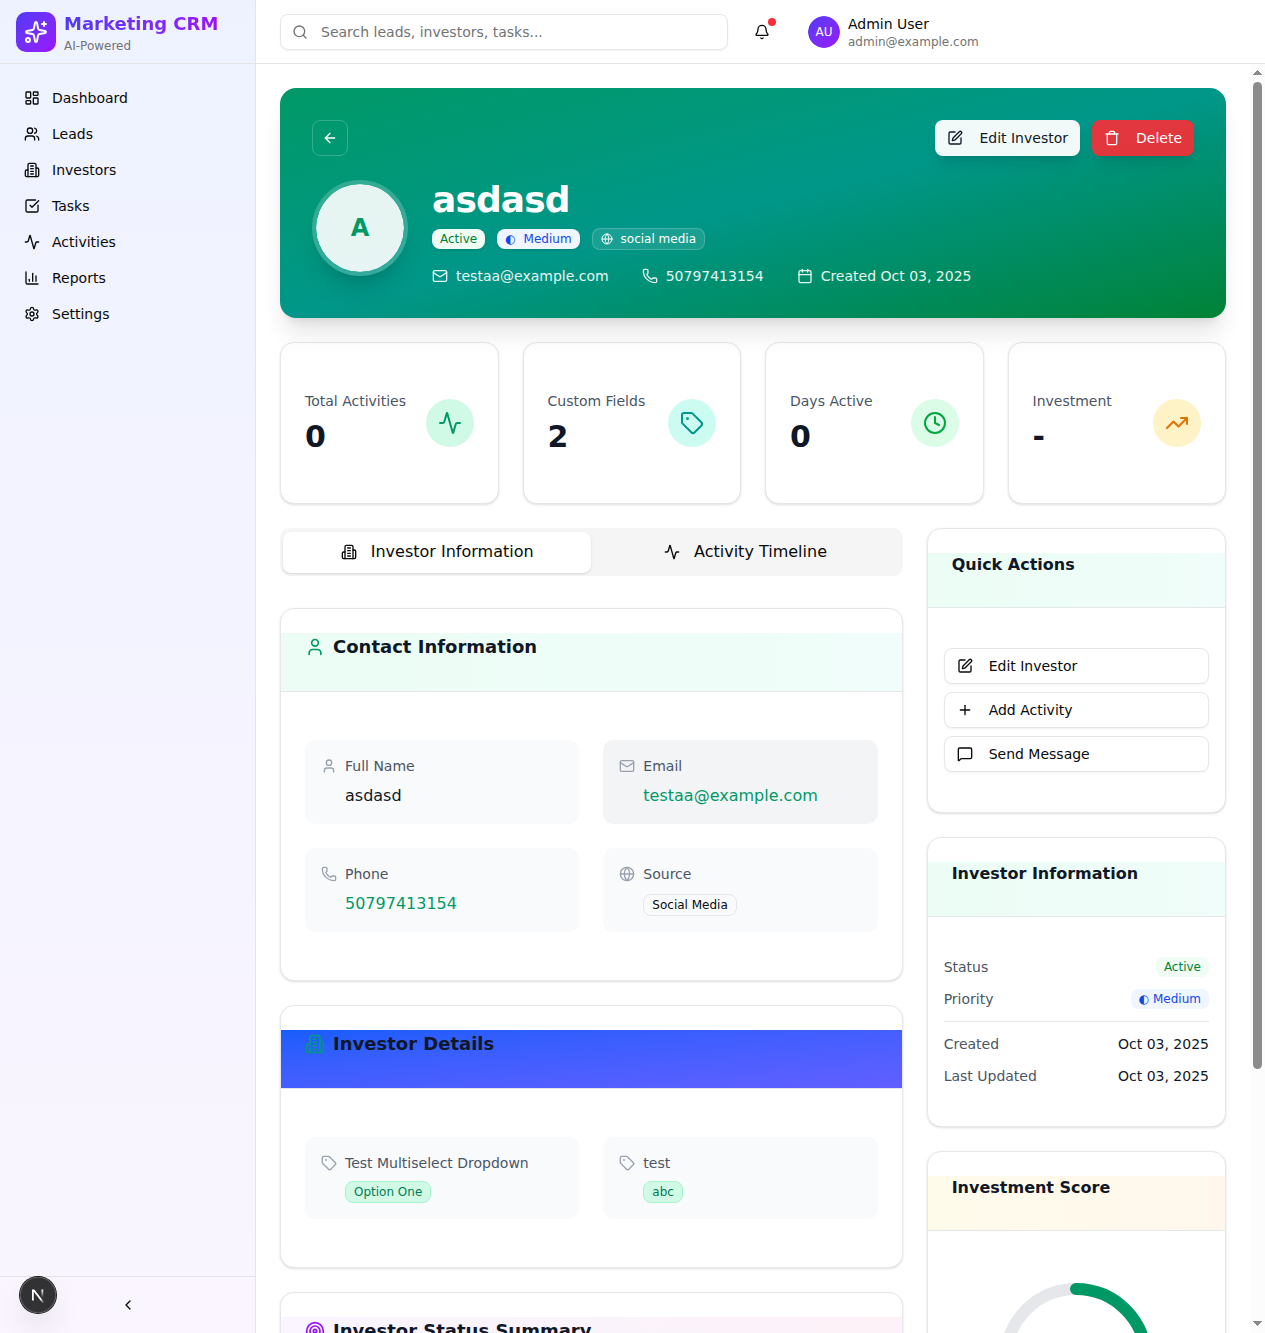 Marketing CRM
AI-Powered
Search leads, investors, tasks...
AU
Admin User
admin@example.com
Dashboard
Leads
Investors
Tasks
Activities
Reports
Settings
Edit Investor
Delete
A
asdasd
Active
Medium
social media
testaa@example.com
50797413154
Created Oct 03, 2025
Total Activities
0
Custom Fields
2
Days Active
0
Investment
-
Investor Information
Activity Timeline
Contact Information
Full Name
asdasd
Email
testaa@example.com
Phone
50797413154
Source
Social Media
Investor Details
Test Multiselect Dropdown
Option One
test
abc
Investor Status Summary
Quick Actions
Edit Investor
Add Activity
Send Message
Investor Information
Status
Active
Priority
Medium
Created
Oct 03, 2025
Last Updated
Oct 03, 2025
Investment Score
N